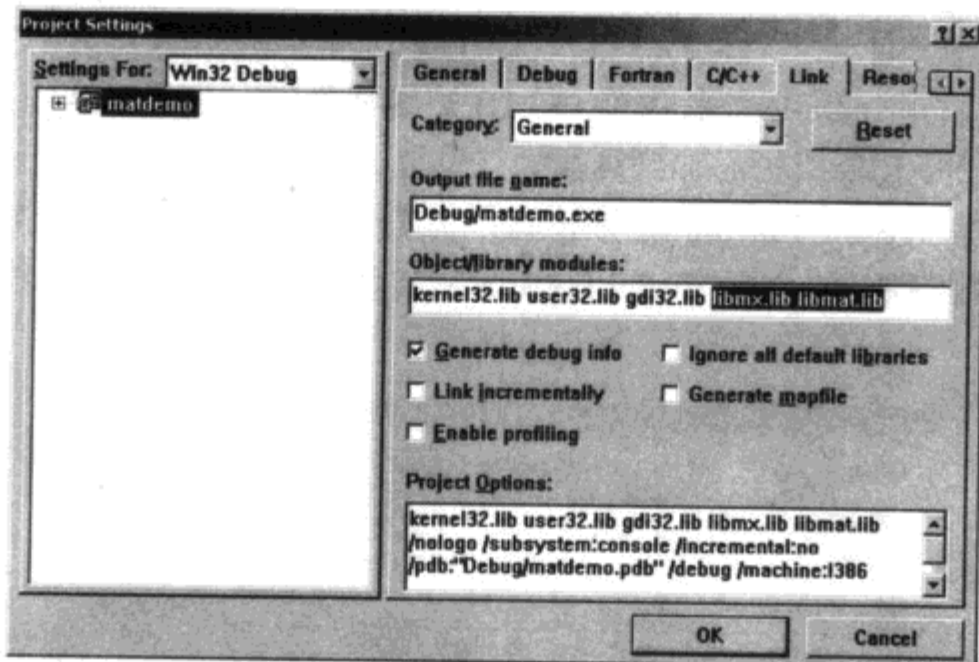 Project Settings
Settings For: Win32 Debug
matdemo
General Debug Fortran C/C++ Link Resou
Category: General
Reset
Output file name:
Debug/matdemo.exe
Object/library modules:
kernel32.lib user32.lib gdi32.lib libmx.lib libmat.lib
Generate debug info
Ignore all default libraries
Link incrementally
Generate mapfile
Enable profiling
Project Options:
kernel32.lib user32.lib gdi32.lib libmx.lib libmat.lib
/nologo /subsystem:console /incremental:no
/pdb:"Debug/matdemo.pdb" /debug /machine:I386
OK
Cancel